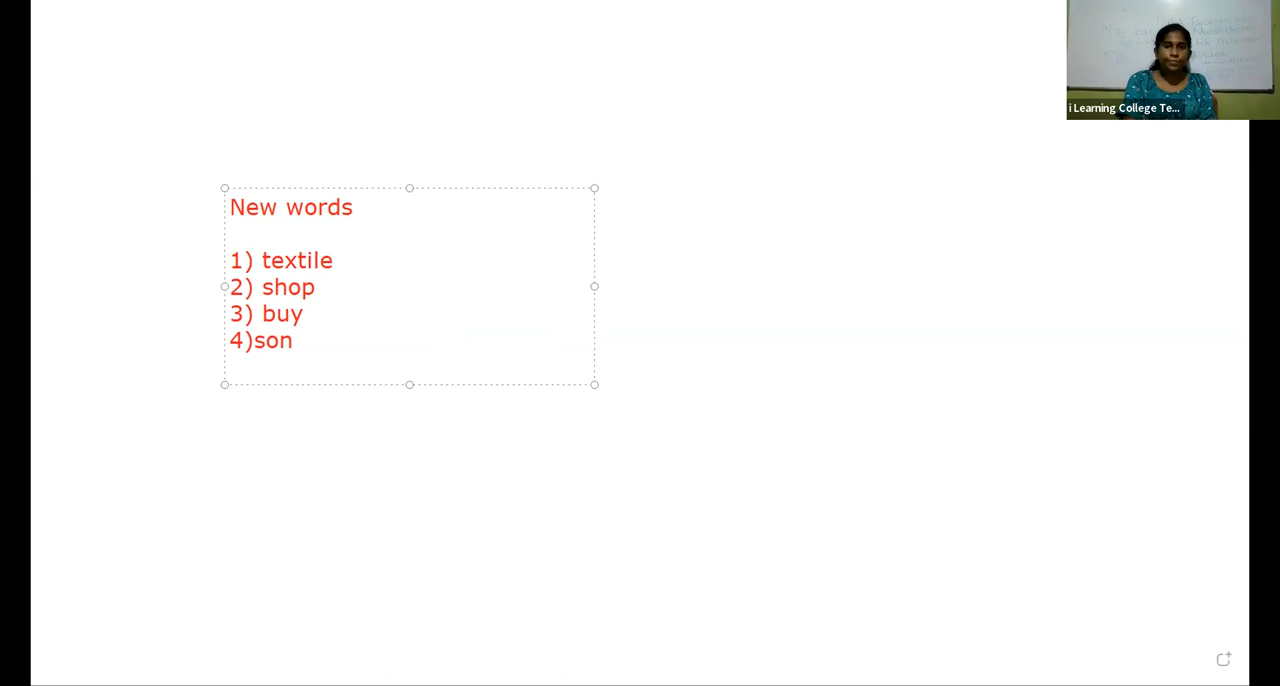 New words
1) textile
2) shop
3) buy
4)son
i Learning College Te...